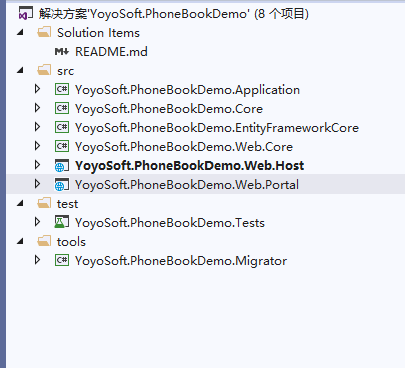 解决方案'YoyoSoft.PhoneBookDemo' (8 个项目)
Solution Items
README.md
src
C# YoyoSoft.PhoneBookDemo.Application
C# YoyoSoft.PhoneBookDemo.Core
C# YoyoSoft.PhoneBookDemo.EntityFrameworkCore
C# YoyoSoft.PhoneBookDemo.Web.Core
YoyoSoft.PhoneBookDemo.Web.Host
YoyoSoft.PhoneBookDemo.Web.Portal
test
YoyoSoft.PhoneBookDemo.Tests
tools
C# YoyoSoft.PhoneBookDemo.Migrator